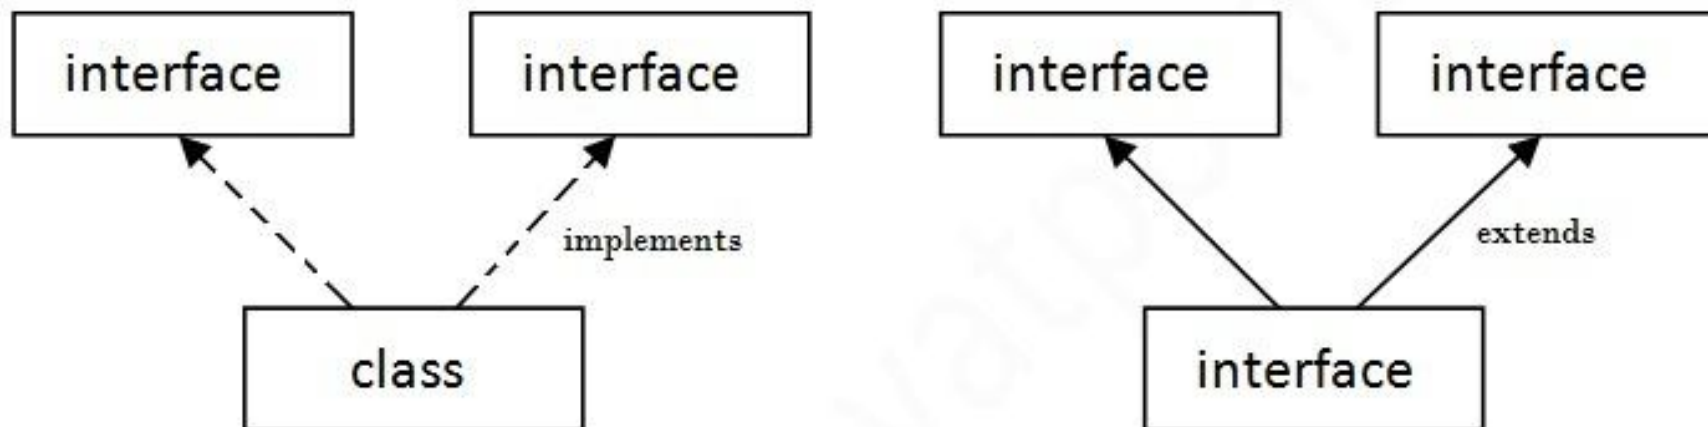 interface interface interface interface
implements extends
class interface